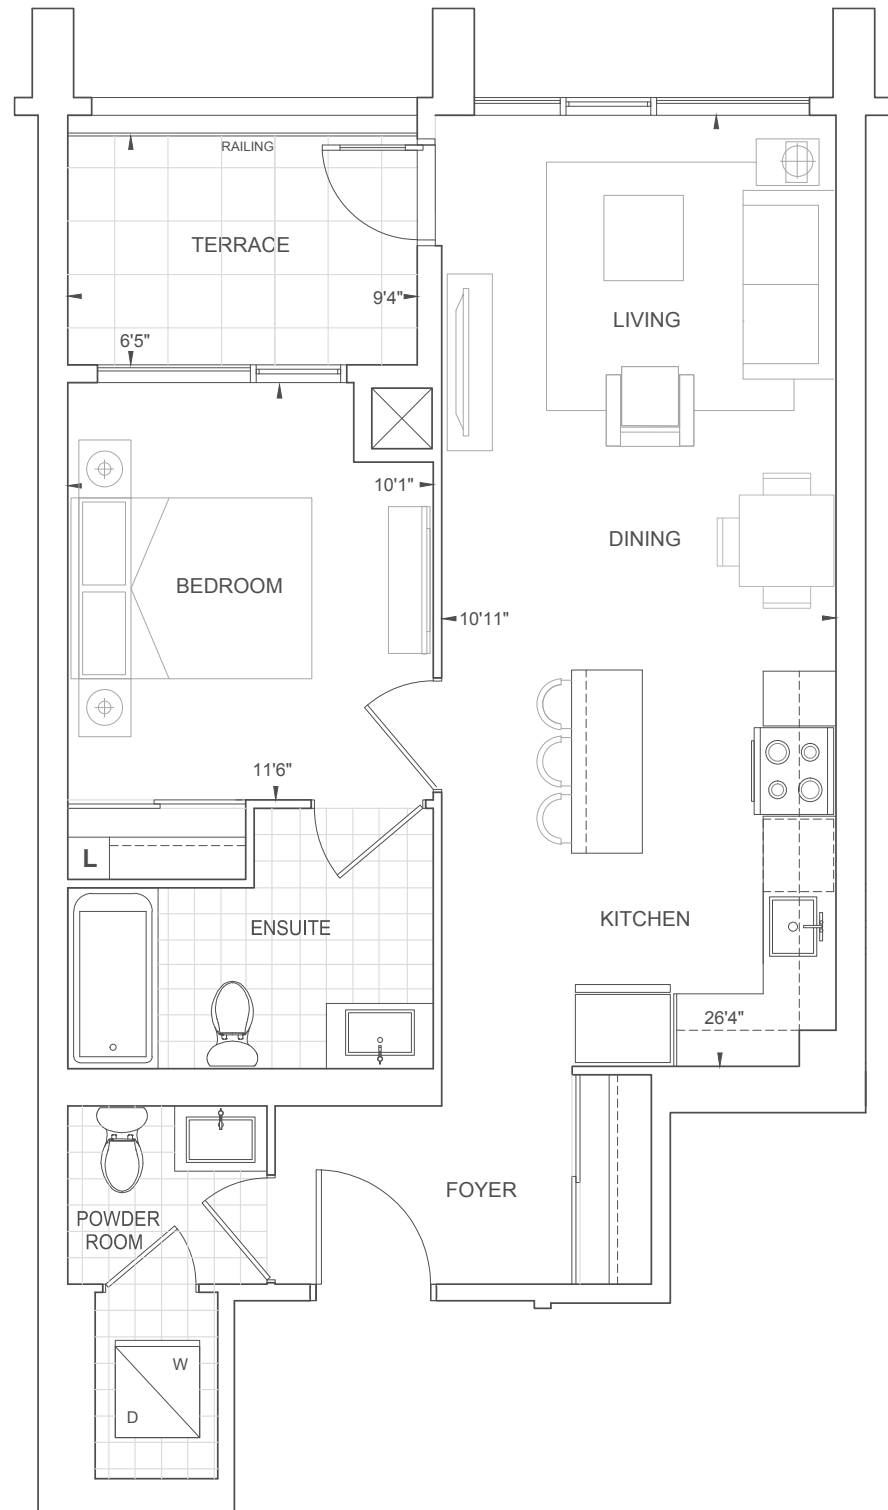 RAILING
TERRACE
9'4"
6'5"
LIVING
10'1"
DINING
BEDROOM
10'11"
11'6"
L
KITCHEN
ENSUITE
26'4"
FOYER
POWDER
ROOM
W
D